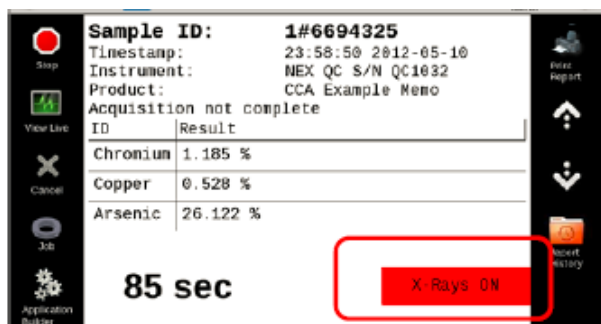 Stop
View Live
Cancel
Job
Application
Builder
Sample ID: 1#6694325
Timestamp: 23:58:50 2012-05-10
Instrument: NEX QC S/N QC1032
Product: CCA Example Memo
Acquisition not complete
ID Result
Chromium 1.185 %
Copper 0.528 %
Arsenic 26.122 %
85 sec
X-Rays ON
Print
Report
Report
History